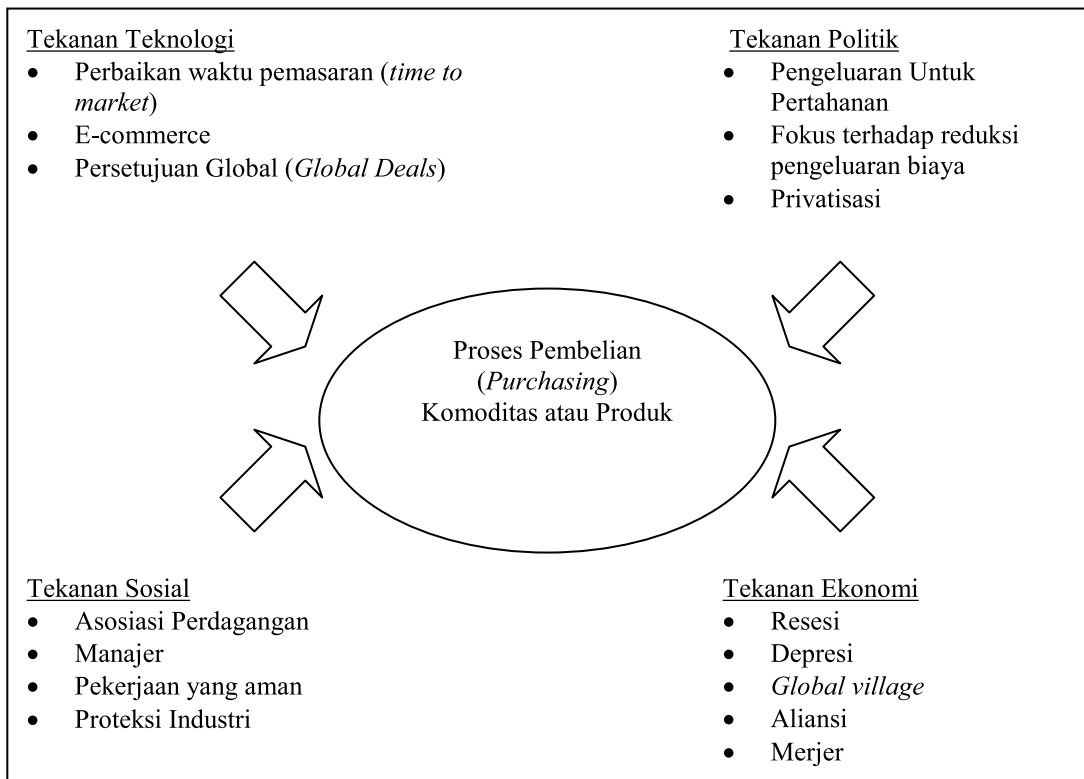 Tekanan Teknologi
• Perbaikan waktu pemasaran (time to
market)
• E-commerce
• Persetujuan Global (Global Deals)
Tekanan Politik
• Pengeluaran Untuk
Pertahanan
• Fokus terhadap reduksi
pengeluaran biaya
• Privatisasi
Proses Pembelian
(Purchasing)
Komoditas atau Produk
Tekanan Sosial
• Asosiasi Perdagangan
• Manajer
• Pekerjaan yang aman
• Proteksi Industri
Tekanan Ekonomi
• Resesi
• Depresi
• Global village
• Aliansi
• Merjer